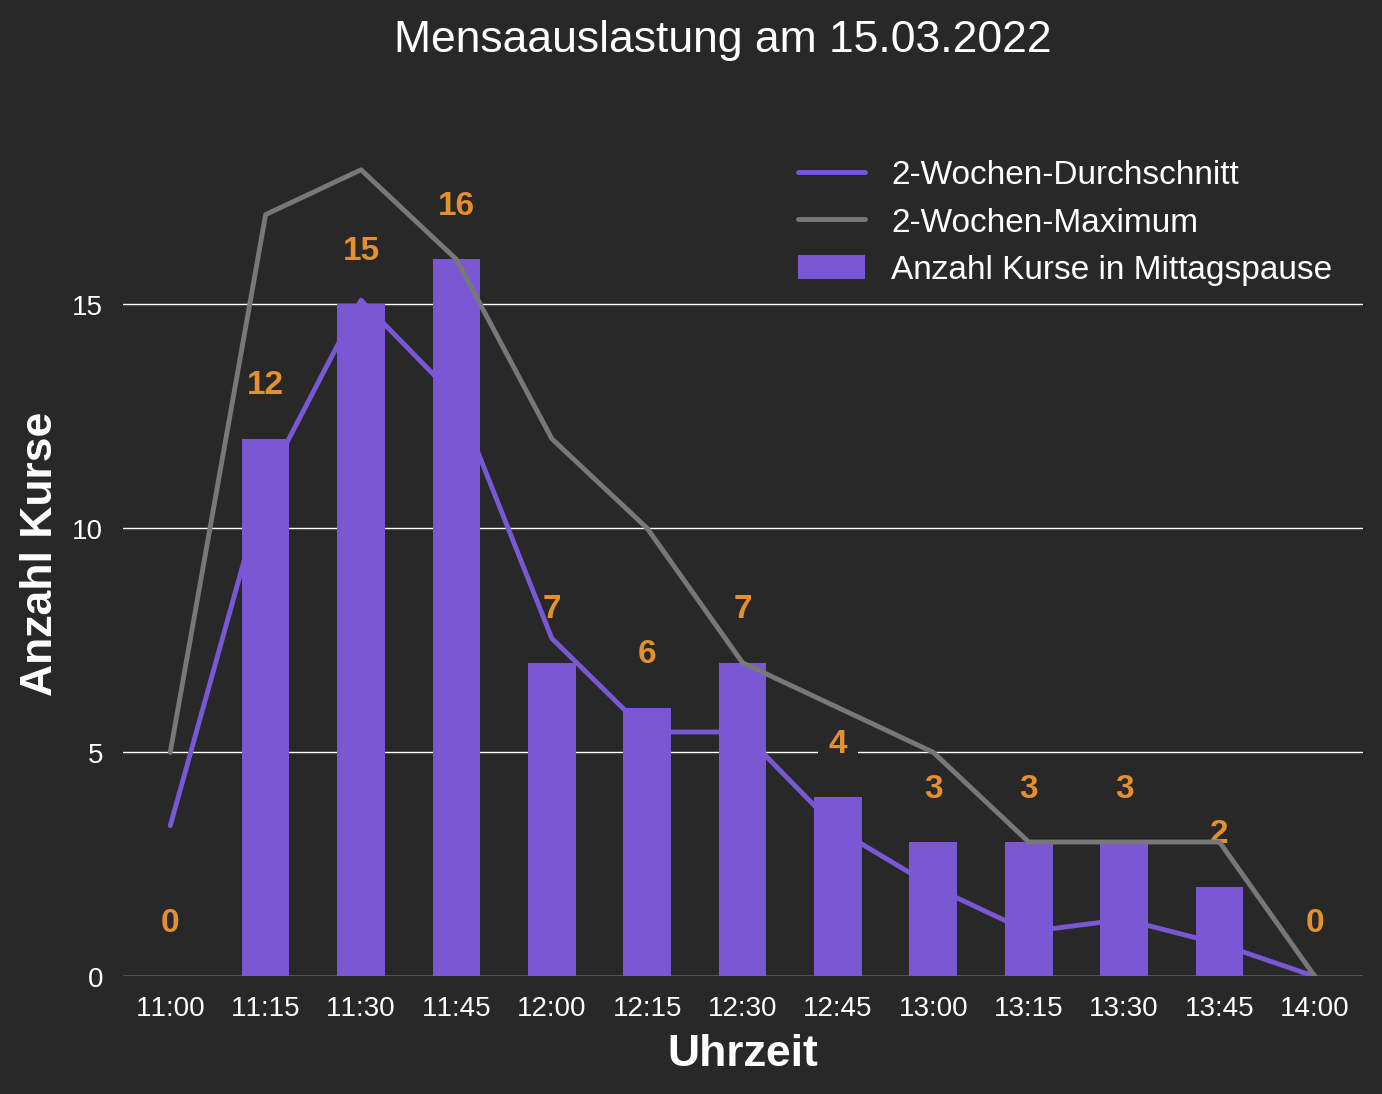 Mensaauslastung am 15.03.2022
2-Wochen-Durchschnitt
2-Wochen-Maximum
Anzahl Kurse in Mittagspause
Anzahl Kurse
15
10
5
0
0
12
15
16
7
6
7
4
3
3
3
2
0
11:00 11:15 11:30 11:45 12:00 12:15 12:30 12:45 13:00 13:15 13:30 13:45 14:00
Uhrzeit